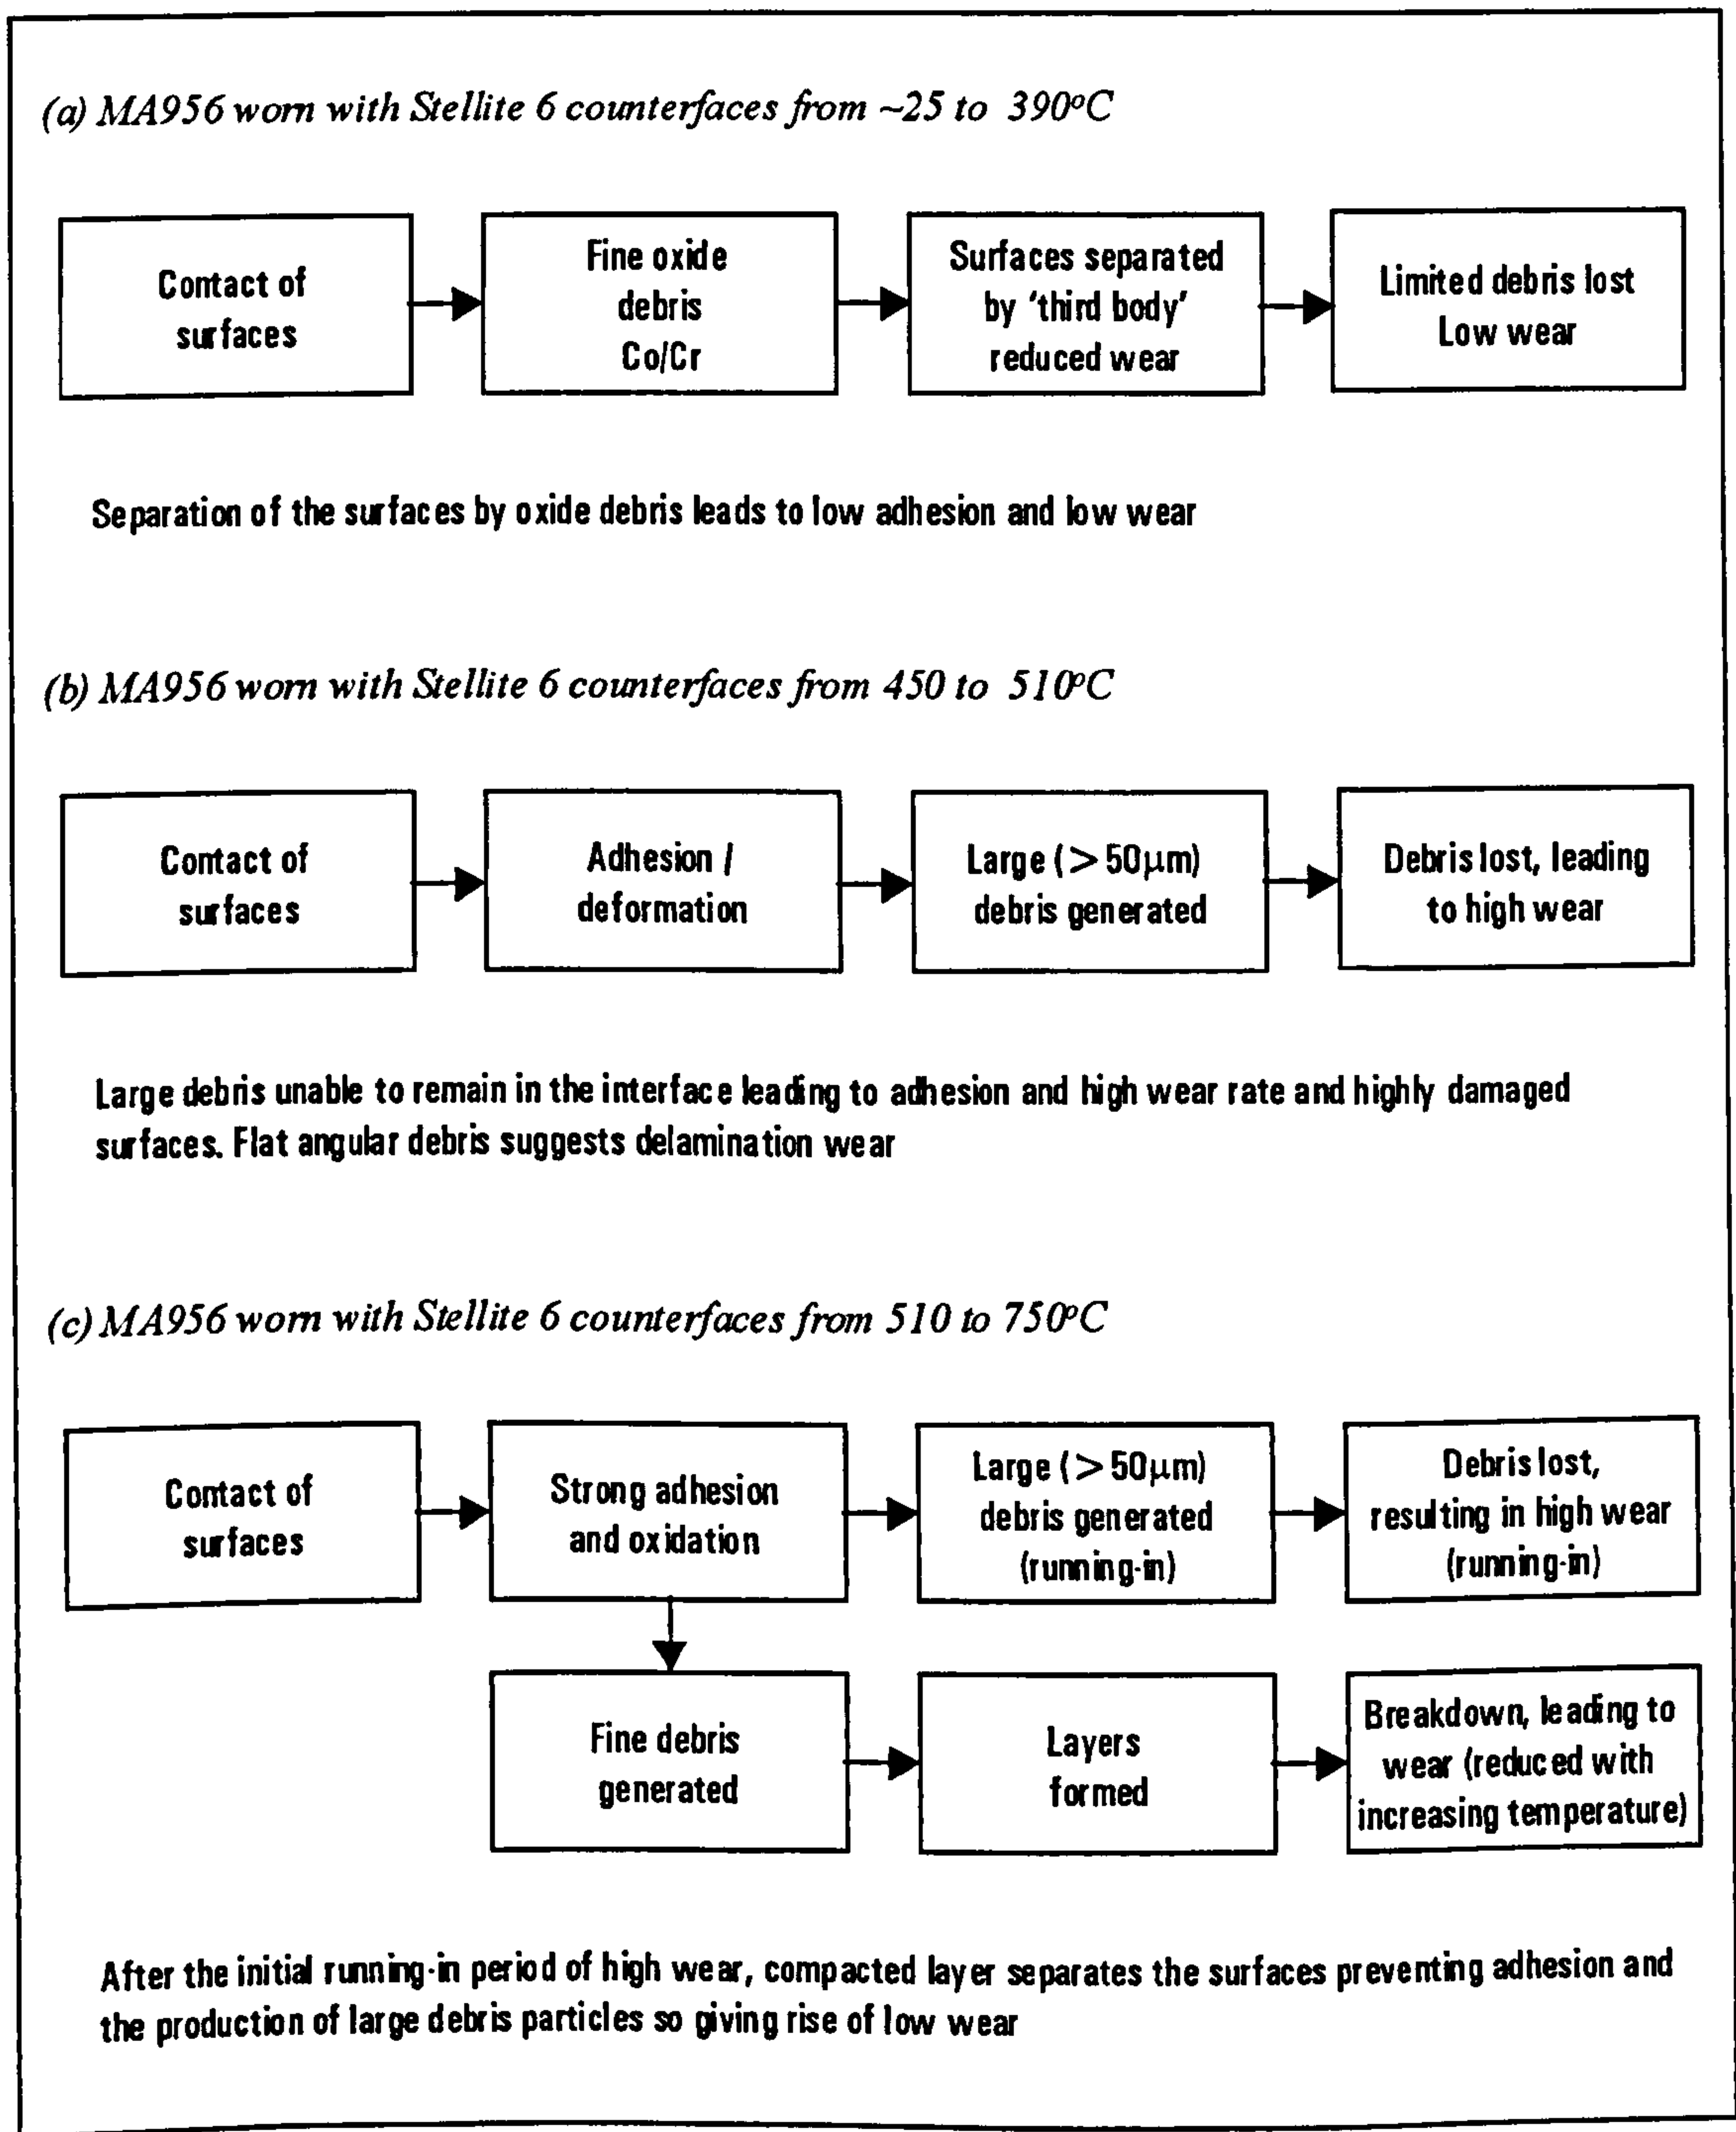 (a) MA956 worn with Stellite 6 counterfaces from ~25 to 390ºC
Contact of
surfaces
Fine oxide
debris
Co/Cr
Surfaces separated
by 'third body'
reduced wear
Limited debris lost
Low wear
Separation of the surfaces by oxide debris leads to low adhesion and low wear
(b) MA956 worn with Stellite 6 counterfaces from 450 to 510ºC
Contact of
surfaces
Adhesion /
deformation
Large (>50μm)
debris generated
Debris lost, leading
to high wear
Large debris unable to remain in the interface leading to adhesion and high wear rate and highly damaged
surfaces. Flat angular debris suggests delamination wear
(c) MA956 worn with Stellite 6 counterfaces from 510 to 750ºC
Contact of
surfaces
Strong adhesion
and oxidation
Large (>50μm)
debris generated
(running-in)
Debris lost,
resulting in high wear
(running-in)
Fine debris
generated
Layers
formed
Breakdown, leading to
wear (reduced with
increasing temperature)
After the initial running-in period of high wear, compacted layer separates the surfaces preventing adhesion and
the production of large debris particles so giving rise of low wear